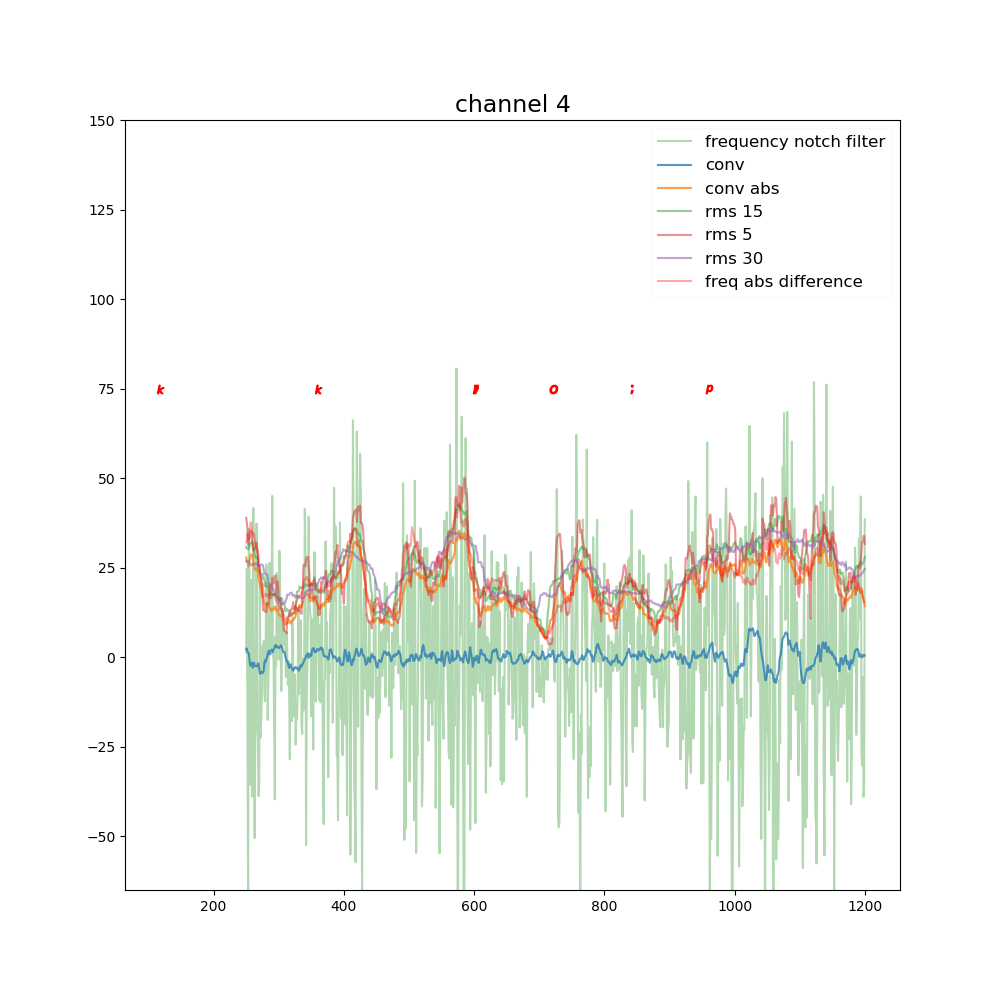 channel 4
150
125
100
75
50
25
0
−25
−50
frequency notch filter
conv
conv abs
rms 15
rms 5
rms 30
freq abs difference
k k O ; p
200 400 600 800 1000 1200